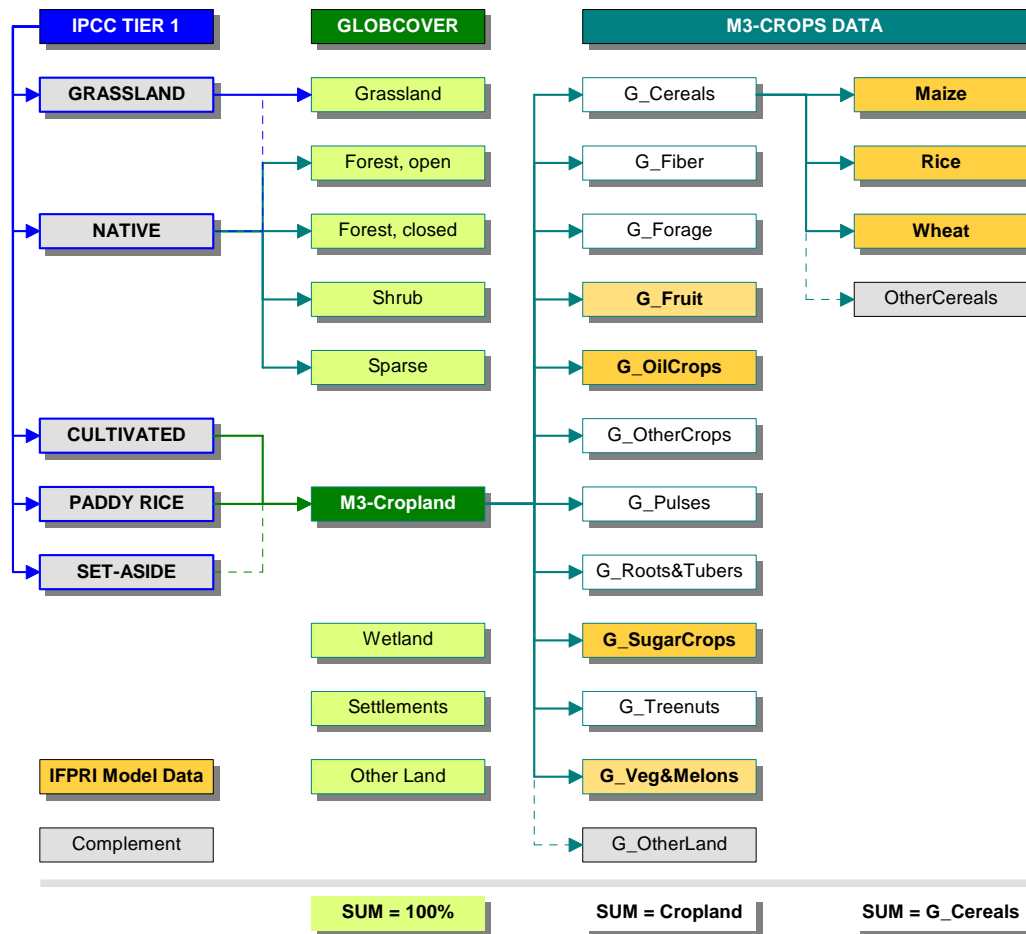 IPCC TIER 1 GLOBCOVER M3-CROPS DATA
GRASSLAND Grassland G_Cereals Maize
Forest, open G_Fiber Rice
NATIVE Forest, closed G_Forage Wheat
Shrub G_Fruit OtherCereals
Sparse G_OilCrops
CULTIVATED G_OtherCrops
PADDY RICE M3-Cropland G_Pulses
SET-ASIDE G_Roots&Tubers
Wetland G_SugarCrops
Settlements G_Treenuts
IFPRI Model Data Other Land G_Veg&Melons
Complement G_OtherLand
SUM = 100% SUM = Cropland SUM = G_Cereals